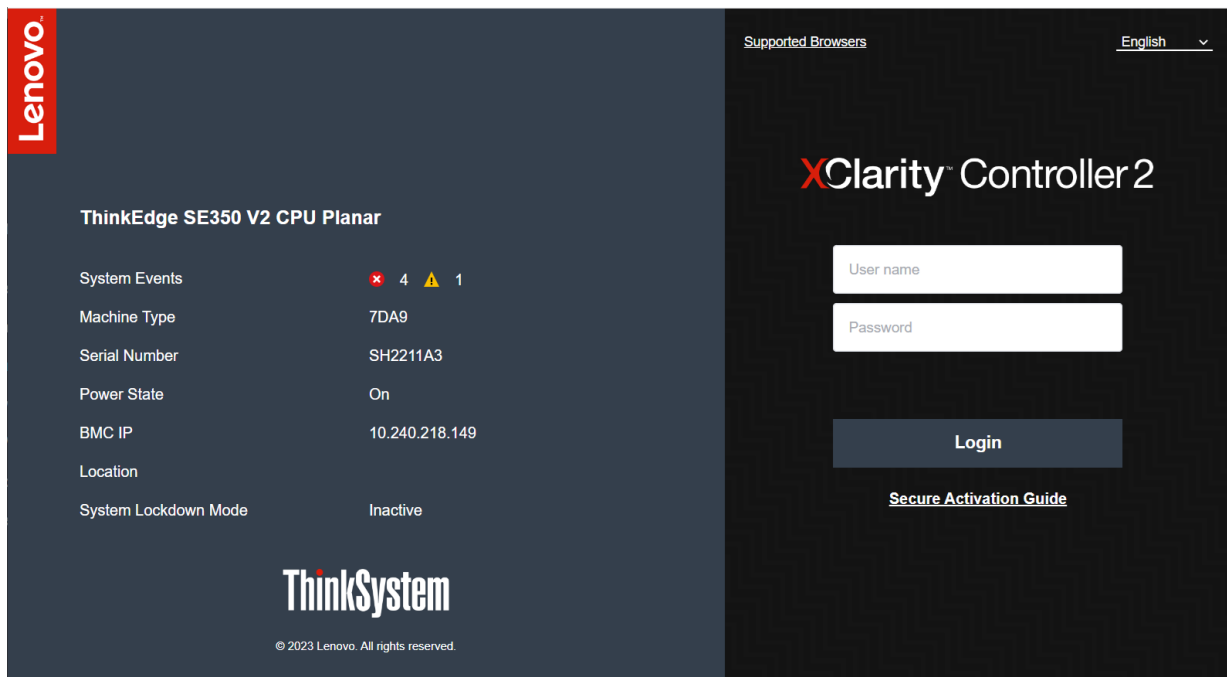 Lenovo™
ThinkEdge SE350 V2 CPU Planar
System Events 4 1
Machine Type 7DA9
Serial Number SH2211A3
Power State On
BMC IP 10.240.218.149
Location
System Lockdown Mode Inactive
ThinkSystem
© 2023 Lenovo. All rights reserved.
Supported Browsers English
XClarity™ Controller 2
User name
Password
Login
Secure Activation Guide